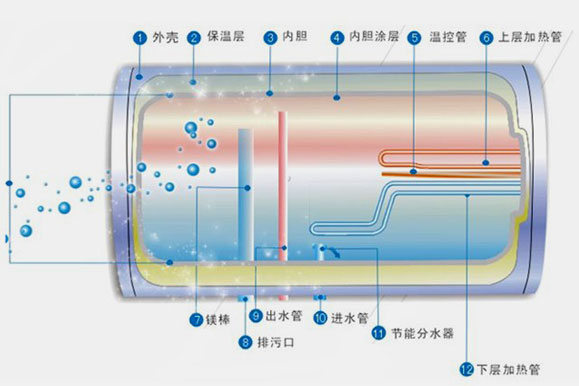 1 外壳
2 保温层
3 内胆
4 内胆涂层
5 温控管
6 上层加热管
7 镁棒
8 排污口
9 出水管
10 进水管
11 节能分水器
12 下层加热管